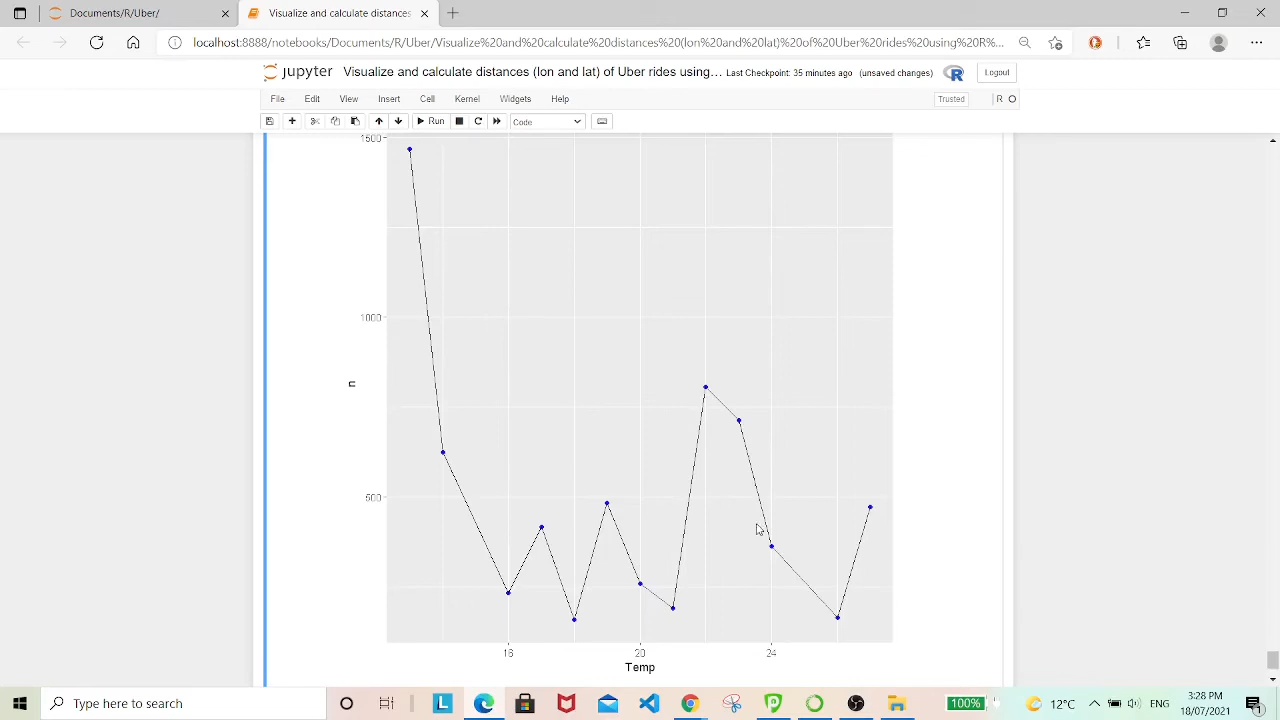 Documents/R/Uber/
Visualize and calculate distances
localhost:8888/notebooks/Documents/R/Uber/Visualize%20and%20calculate%20distances%20(lon%20and%20lat)%20of%20Uber%20rides%20using%20R%...
jupyter Visualize and calculate distances (lon and lat) of Uber rides using... Last Checkpoint: 35 minutes ago (unsaved changes) R Logout
File Edit View Insert Cell Kernel Widgets Help Trusted R
Run Code
1500
1000
n
500
16 20 24
Temp
Type here to search
L
100%
12°C
ENG
3:28 PM
18/07/2021
1